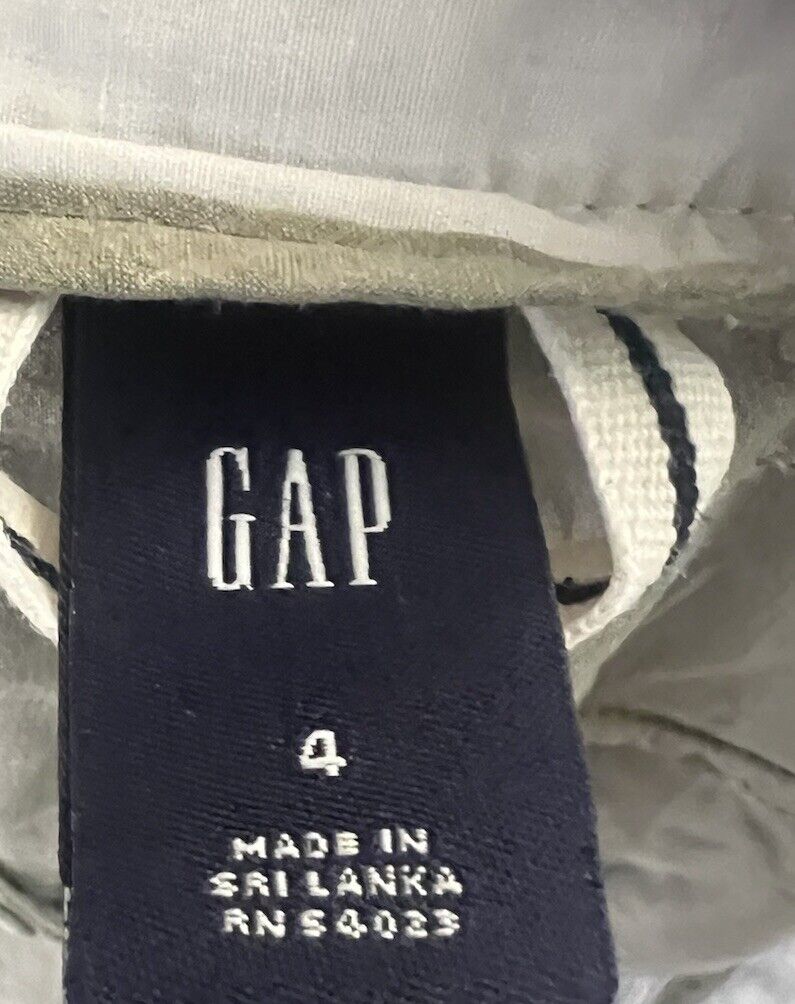 GAP
4
MADE IN
SRI LANKA
RN 54023